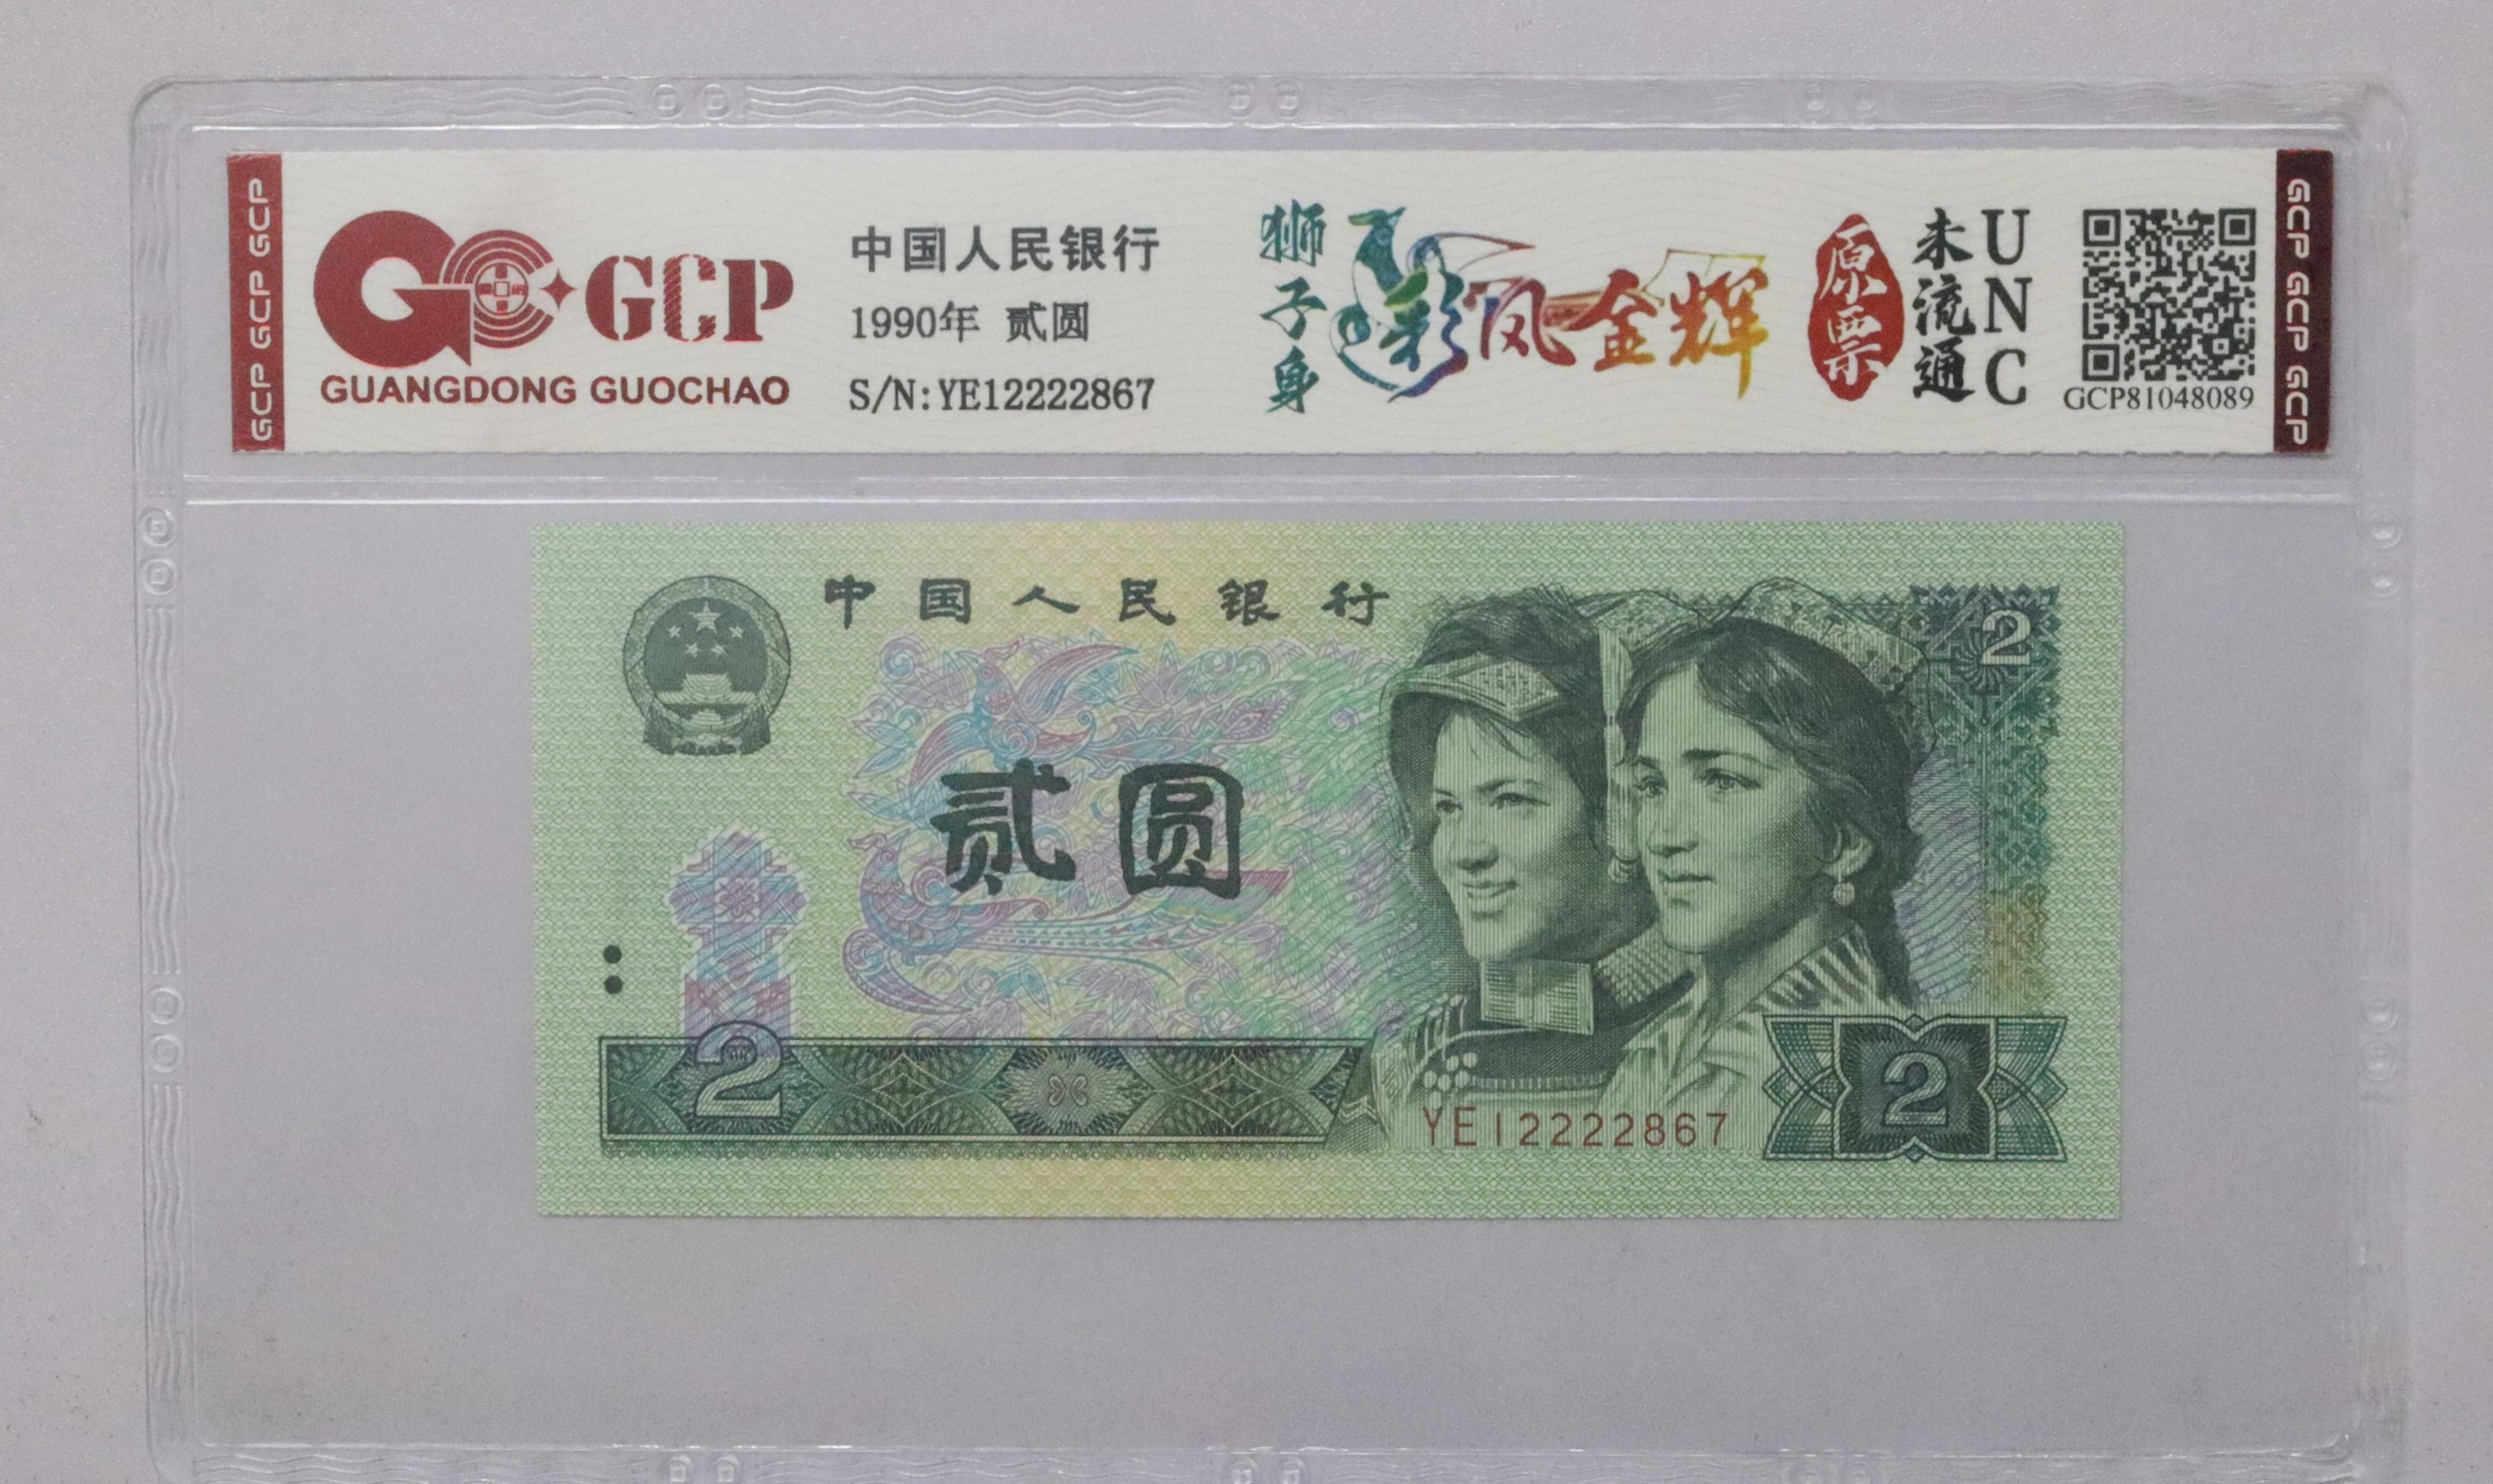 GCP GCP GCP
GCP
GUANGDONG GUOCHAO
中国人民银行
1990年 贰圆
S/N:YE12222867
狮子身
彩凤金辉
原票
未流通
UNC
GCP81048089
GCP GCP GCP
中国人民银行
2
贰圆
2
YE12222867
2